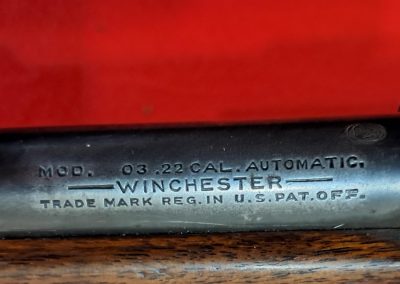 MOD. 03 .22 CAL. AUTOMATIC.
—WINCHESTER—
TRADE MARK REG. IN U.S. PAT. OFF.